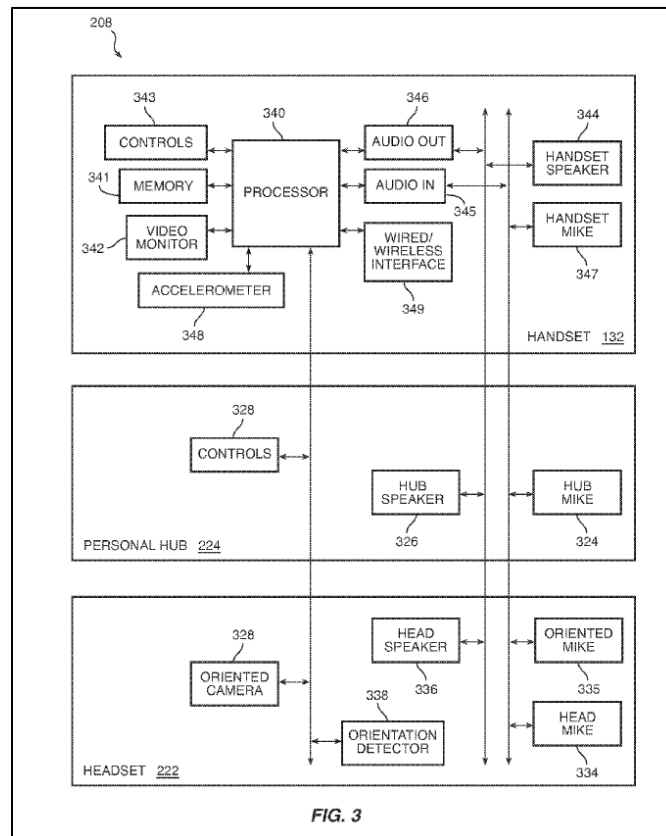 208
343
340
346
344
CONTROLS
AUDIO OUT
HANDSET
SPEAKER
341
MEMORY
PROCESSOR
AUDIO IN
345
342
VIDEO
MONITOR
WIRED/
WIRELESS
INTERFACE
HANDSET
MIKE
347
ACCELEROMETER
348
349
HANDSET 132
328
CONTROLS
HUB
SPEAKER
326
HUB
MIKE
324
PERSONAL HUB 224
328
ORIENTED
CAMERA
HEAD
SPEAKER
336
ORIENTED
MIKE
335
338
ORIENTATION
DETECTOR
HEAD
MIKE
334
HEADSET 222
FIG. 3